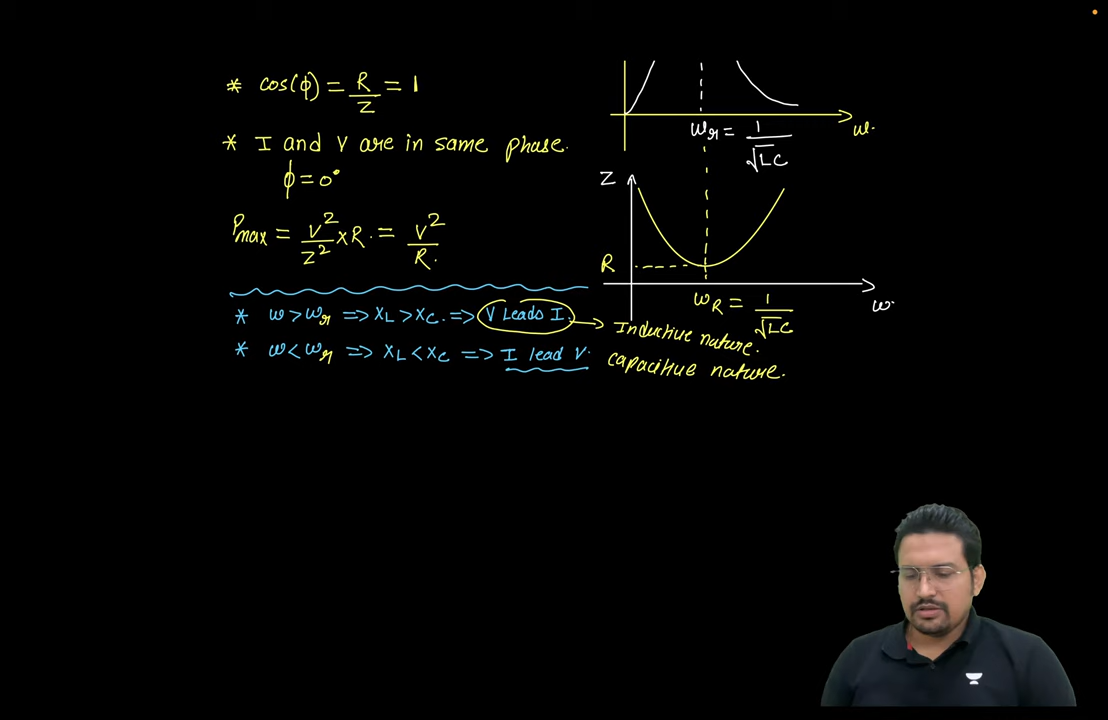 * cos(ϕ) = R/Z = 1
* I and V are in same phase.
ϕ = 0°
Pmax = V²/Z² × R. = V²/R.
* ω > ωr ⇒ XL > XC. ⇒ V Leads I. → Inductive nature.
* ω < ωr ⇒ XL < XC ⇒ I lead V. capacitive nature.
ω.
ωr = 1/√LC
Z
R
ωR = 1/√LC
ω.